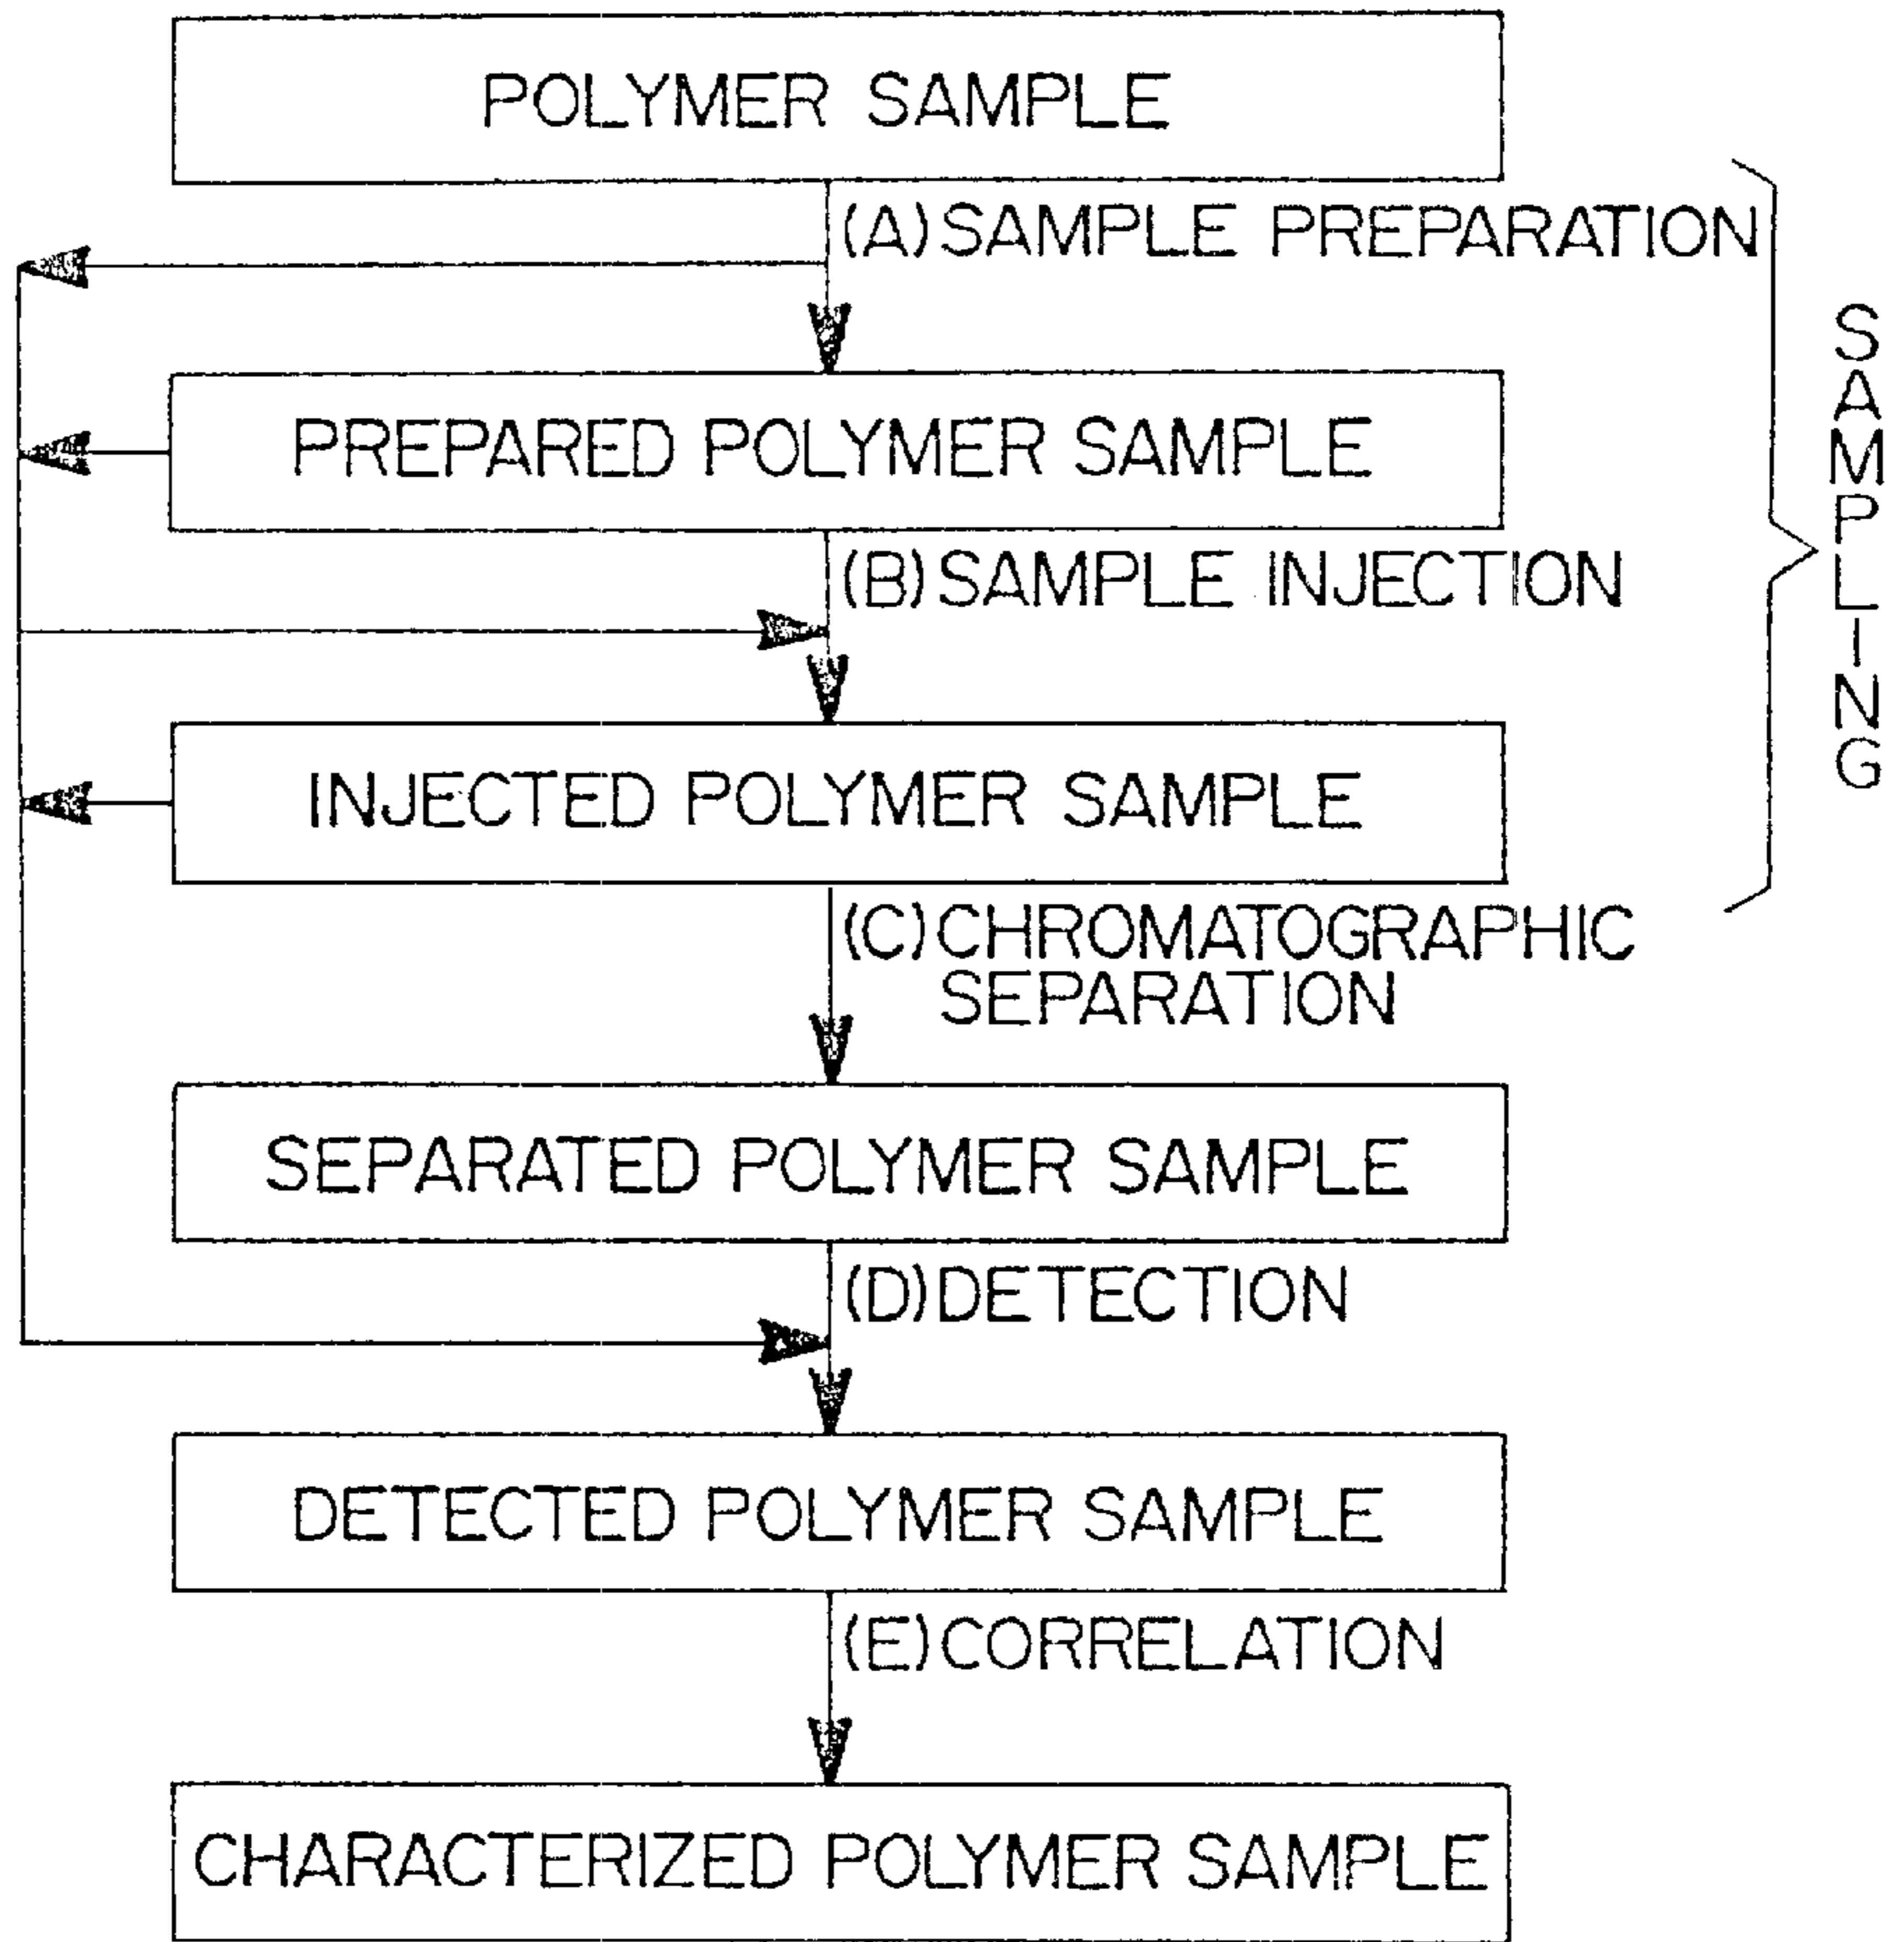 POLYMER SAMPLE
(A) SAMPLE PREPARATION
PREPARED POLYMER SAMPLE
(B) SAMPLE INJECTION
INJECTED POLYMER SAMPLE
(C) CHROMATOGRAPHIC
SEPARATION
SEPARATED POLYMER SAMPLE
(D) DETECTION
DETECTED POLYMER SAMPLE
(E) CORRELATION
CHARACTERIZED POLYMER SAMPLE
SAMPLING